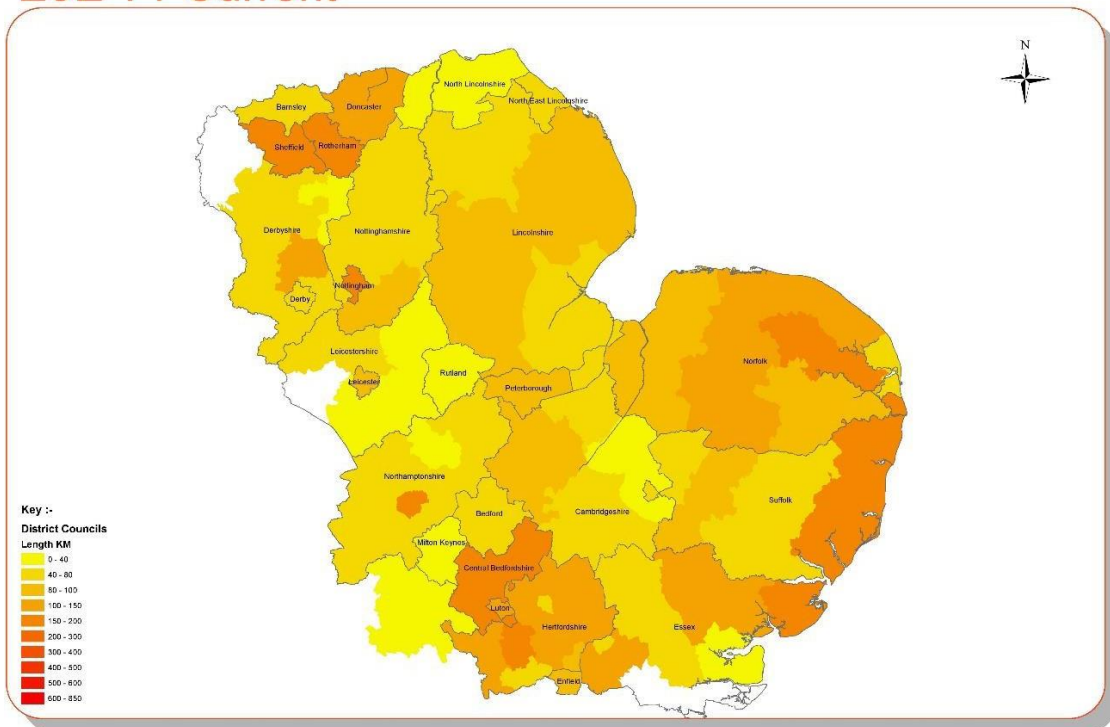 N
North Lincolnshire
North East Lincolnshire
Barnsley
Doncaster
Sheffield
Rotherham
Derbyshire
Nottinghamshire
Lincolnshire
Nottingham
Derby
Leicestershire
Norfolk
Rutland
Leicester
Peterborough
Northamptonshire
Suffolk
Bedford
Cambridgeshire
Milton Keynes
Central Bedfordshire
Luton
Hertfordshire
Essex
Enfield
Key :-
District Councils
Length KM
0 - 40
40 - 80
80 - 100
100 - 150
150 - 200
200 - 300
300 - 400
400 - 500
500 - 600
600 - 850